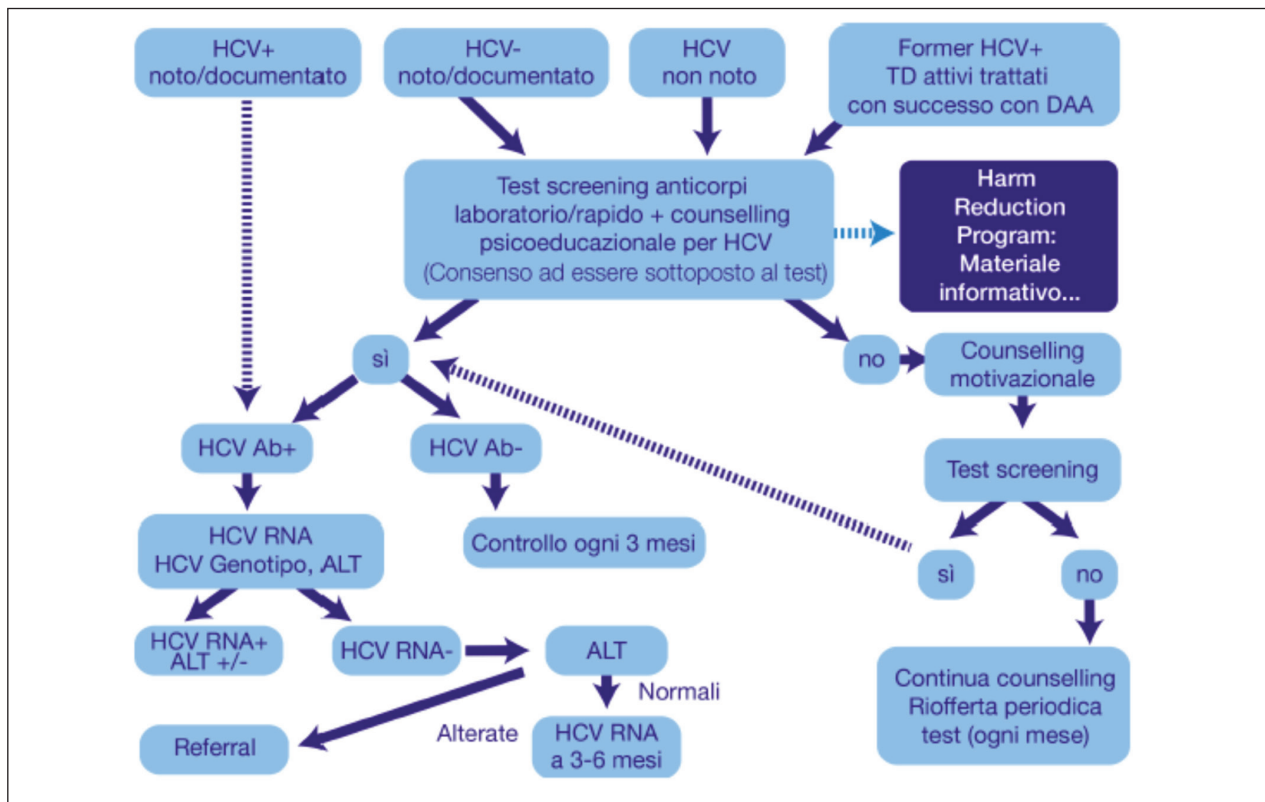 HCV+
noto/documentato
HCV-
noto/documentato
HCV
non noto
Former HCV+
TD attivi trattati
con successo con DAA
Test screening anticorpi
laboratorio/rapido + counselling
psicoeducazionale per HCV
(Consenso ad essere sottoposto al test)
Harm
Reduction
Program:
Materiale
informativo...
sì
no
Counselling
motivazionale
HCV Ab+
HCV Ab-
Test screening
HCV RNA
HCV Genotipo, ALT
Controllo ogni 3 mesi
sì
no
HCV RNA+
ALT +/-
HCV RNA-
ALT
Normali
Alterate
Referral
HCV RNA
a 3-6 mesi
Continua counselling
Riofferta periodica
test (ogni mese)